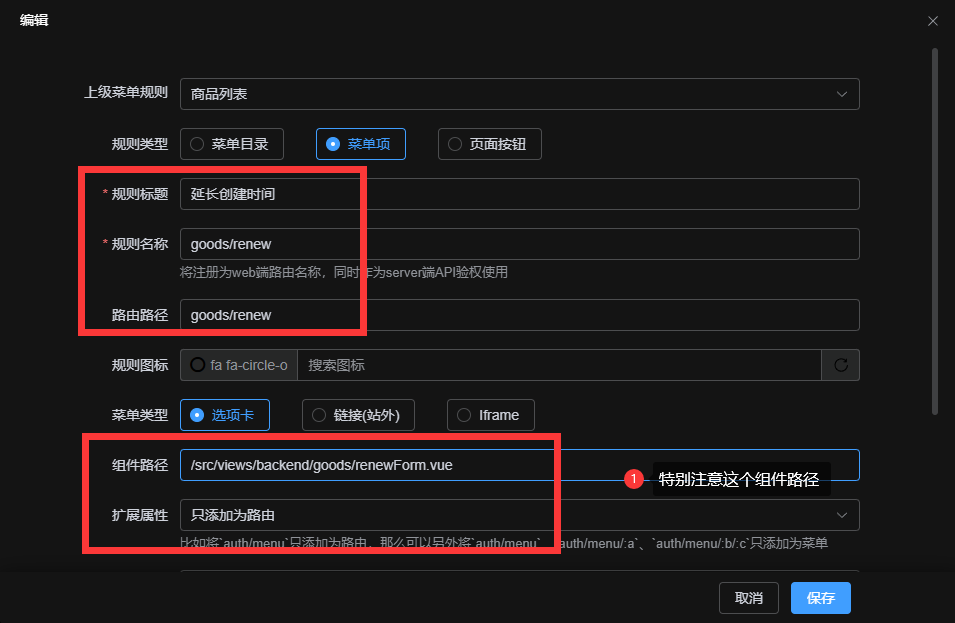 编辑
上级菜单规则 商品列表
规则类型 菜单目录 菜单项 页面按钮
* 规则标题 延长创建时间
* 规则名称 goods/renew
将注册为web端路由名称，同时作为server端API验权使用
路由路径 goods/renew
规则图标 fa fa-circle-o 搜索图标
菜单类型 选项卡 链接(站外) Iframe
组件路径 /src/views/backend/goods/renewForm.vue
1 特别注意这个组件路径
扩展属性 只添加为路由
比如将`auth/menu`只添加为路由，那么可以另外将`auth/menu`、`auth/menu/:a`、`auth/menu/:b/:c`只添加为菜单
取消 保存